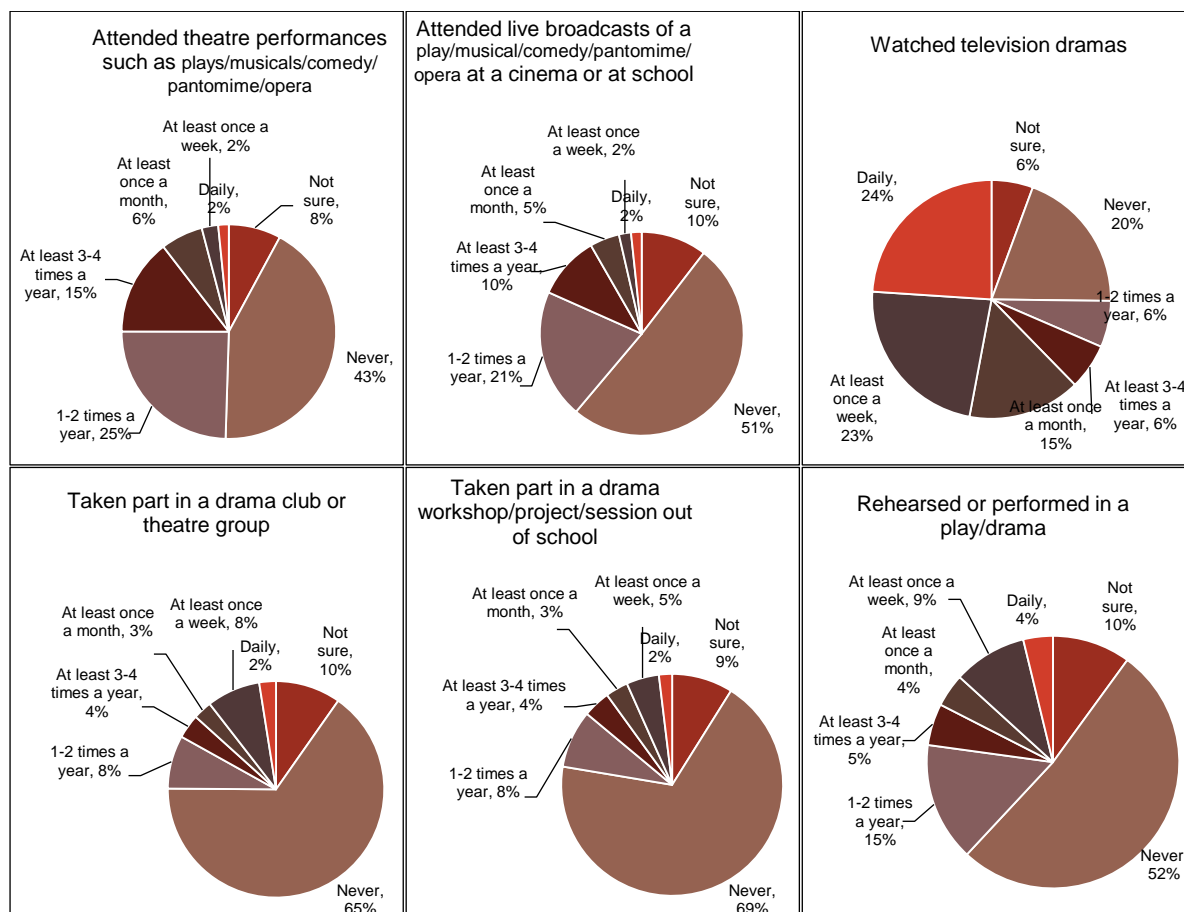 Attended theatre performances
such as plays/musicals/comedy/
pantomime/opera
At least once a
week, 2%
At least
once a
month,
6%
Daily,
2%
Not
sure,
8%
At least 3-4
times a
year, 15%
Never,
43%
1-2 times a
year, 25%
Attended live broadcasts of a
play/musical/comedy/pantomime/
opera at a cinema or at school
At least once
a week, 2%
At least
once a
month, 5%
Daily,
2%
Not
sure,
10%
At least 3-4
times a year,
10%
1-2 times a
year, 21%
Never,
51%
Watched television dramas
Not
sure,
6%
Daily,
24%
Never,
20%
1-2 times a
year, 6%
At least 3-4
times a
year, 6%
At least once
a month,
15%
At least
once a
week,
23%
Taken part in a drama club or
theatre group
At least once
a month, 3%
At least once
a week, 8%
Daily,
2%
Not
sure,
10%
At least 3-4
times a year,
4%
1-2 times a
year, 8%
Never,
65%
Taken part in a drama
workshop/project/session out
of school
At least once a
month, 3%
At least once a
week, 5%
Daily,
2%
Not
sure,
9%
At least 3-4 times
a year, 4%
1-2 times a
year, 8%
Never,
69%
Rehearsed or performed in a
play/drama
At least once a
week, 9%
Daily,
4%
Not
sure,
10%
At least
once a
month,
4%
At least 3-4
times a year,
5%
1-2 times
a year,
15%
Never,
52%